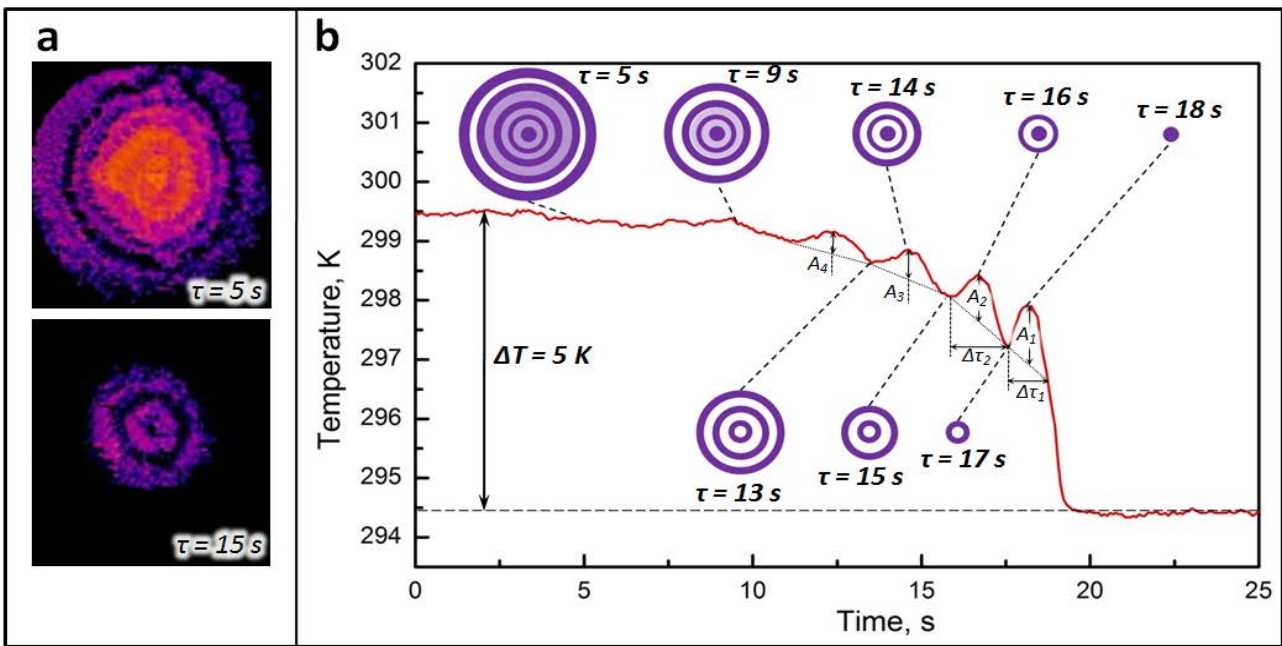 a
τ = 5 s
τ = 15 s
b
302
301
300
299
298
297
296
295
294
Temperature, K
τ = 5 s
τ = 9 s
τ = 14 s
τ = 16 s
τ = 18 s
ΔT = 5 K
A₄
A₃
A₂
A₁
Δτ₂
Δτ₁
τ = 13 s
τ = 15 s
τ = 17 s
0
5
10
15
20
25
Time, s